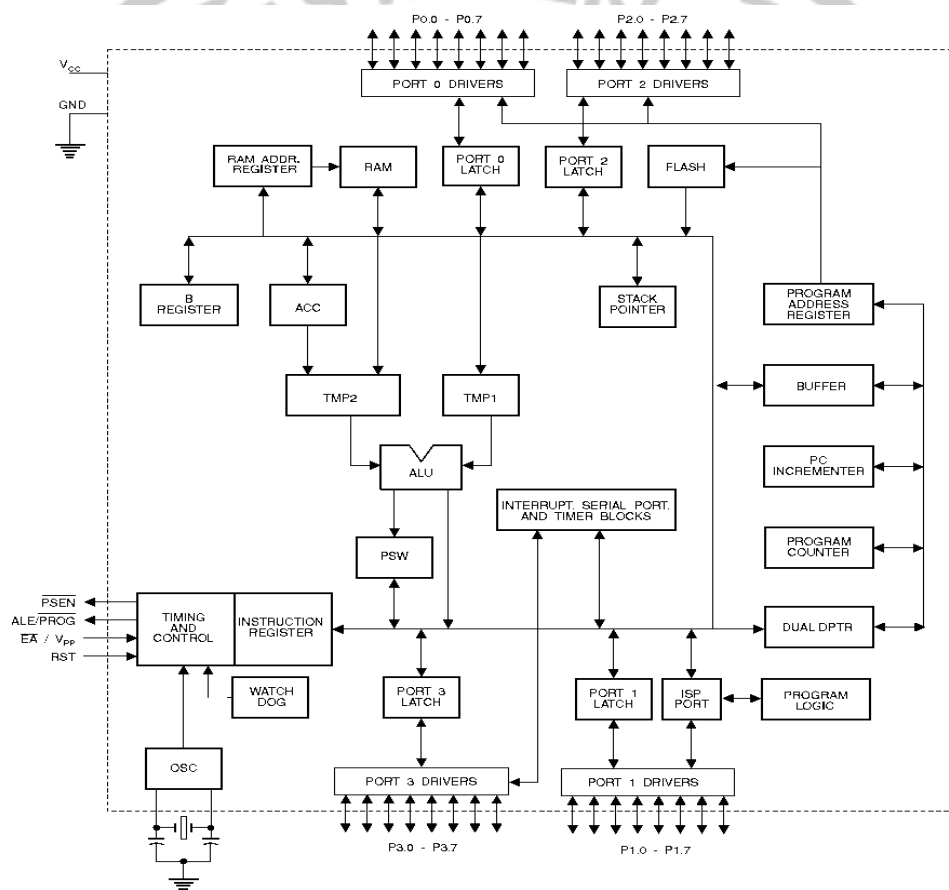 P0.0 - P0.7
P2.0 - P2.7
V_CC
PORT 0 DRIVERS
PORT 2 DRIVERS
GND
RAM ADDR.
REGISTER
RAM
PORT 0
LATCH
PORT 2
LATCH
FLASH
B
REGISTER
ACC
STACK
POINTER
PROGRAM
ADDRESS
REGISTER
TMP2
TMP1
BUFFER
ALU
PC
INCREMENTER
INTERRUPT, SERIAL PORT,
AND TIMER BLOCKS
PSW
PROGRAM
COUNTER
PSEN
ALE/PROG
EA / V_PP
RST
TIMING
AND
CONTROL
INSTRUCTION
REGISTER
DUAL DPTR
WATCH
DOG
PORT 3
LATCH
PORT 1
LATCH
ISP
PORT
PROGRAM
LOGIC
OSC
PORT 3 DRIVERS
PORT 1 DRIVERS
P3.0 - P3.7
P1.0 - P1.7